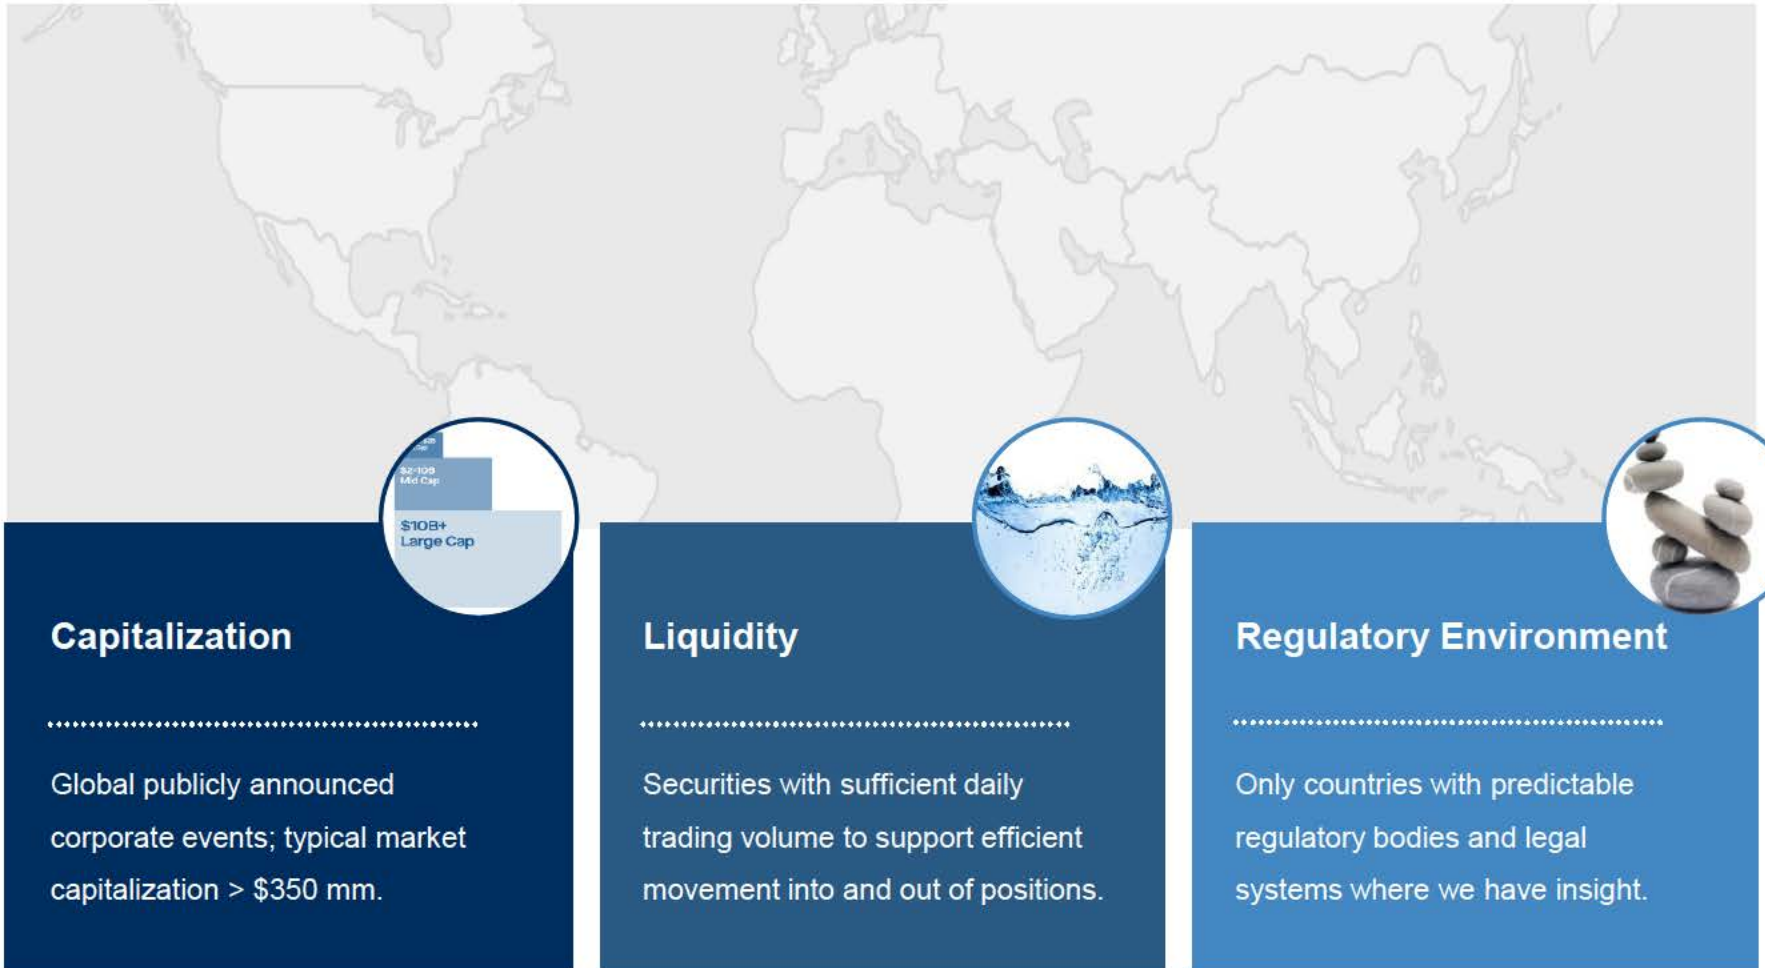 $2-10B
Mid Cap
$10B+
Large Cap
Capitalization
Global publicly announced
corporate events; typical market
capitalization > $350 mm.
Liquidity
Securities with sufficient daily
trading volume to support efficient
movement into and out of positions.
Regulatory Environment
Only countries with predictable
regulatory bodies and legal
systems where we have insight.